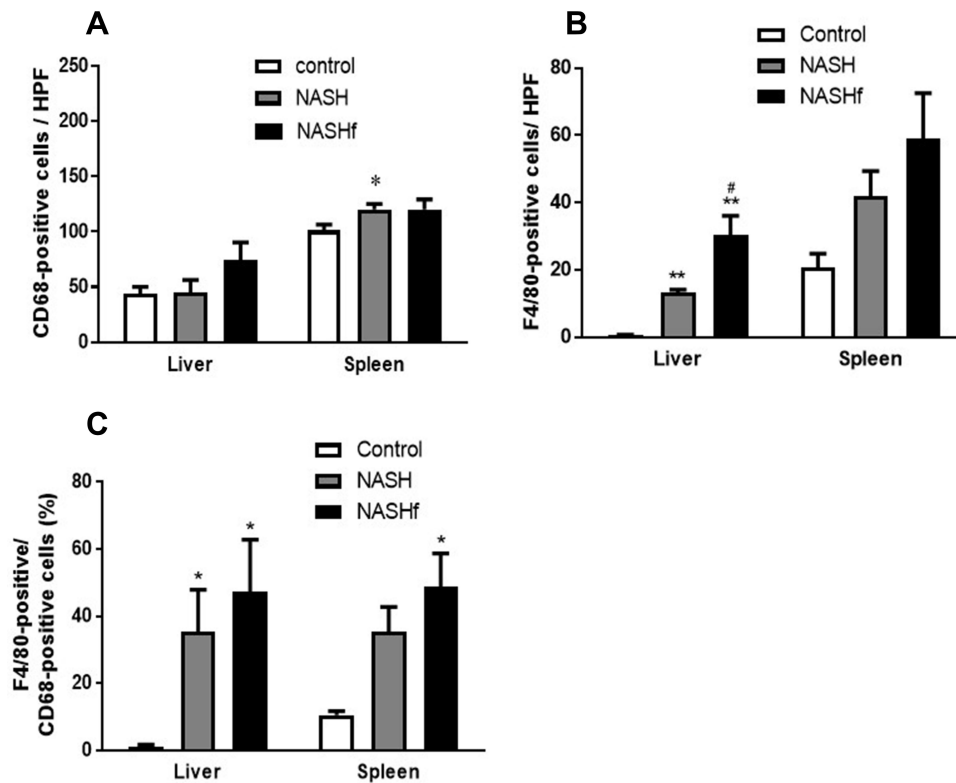 A
control
NASH
NASHf
CD68-positive cells / HPF
250
200
150
100
50
0
*
Liver
Spleen
B
Control
NASH
NASHf
F4/80-positive cells/ HPF
80
60
40
20
0
**
#
**
Liver
Spleen
C
Control
NASH
NASHf
F4/80-positive/
CD68-positive cells (%)
80
60
40
20
0
*
*
*
Liver
Spleen